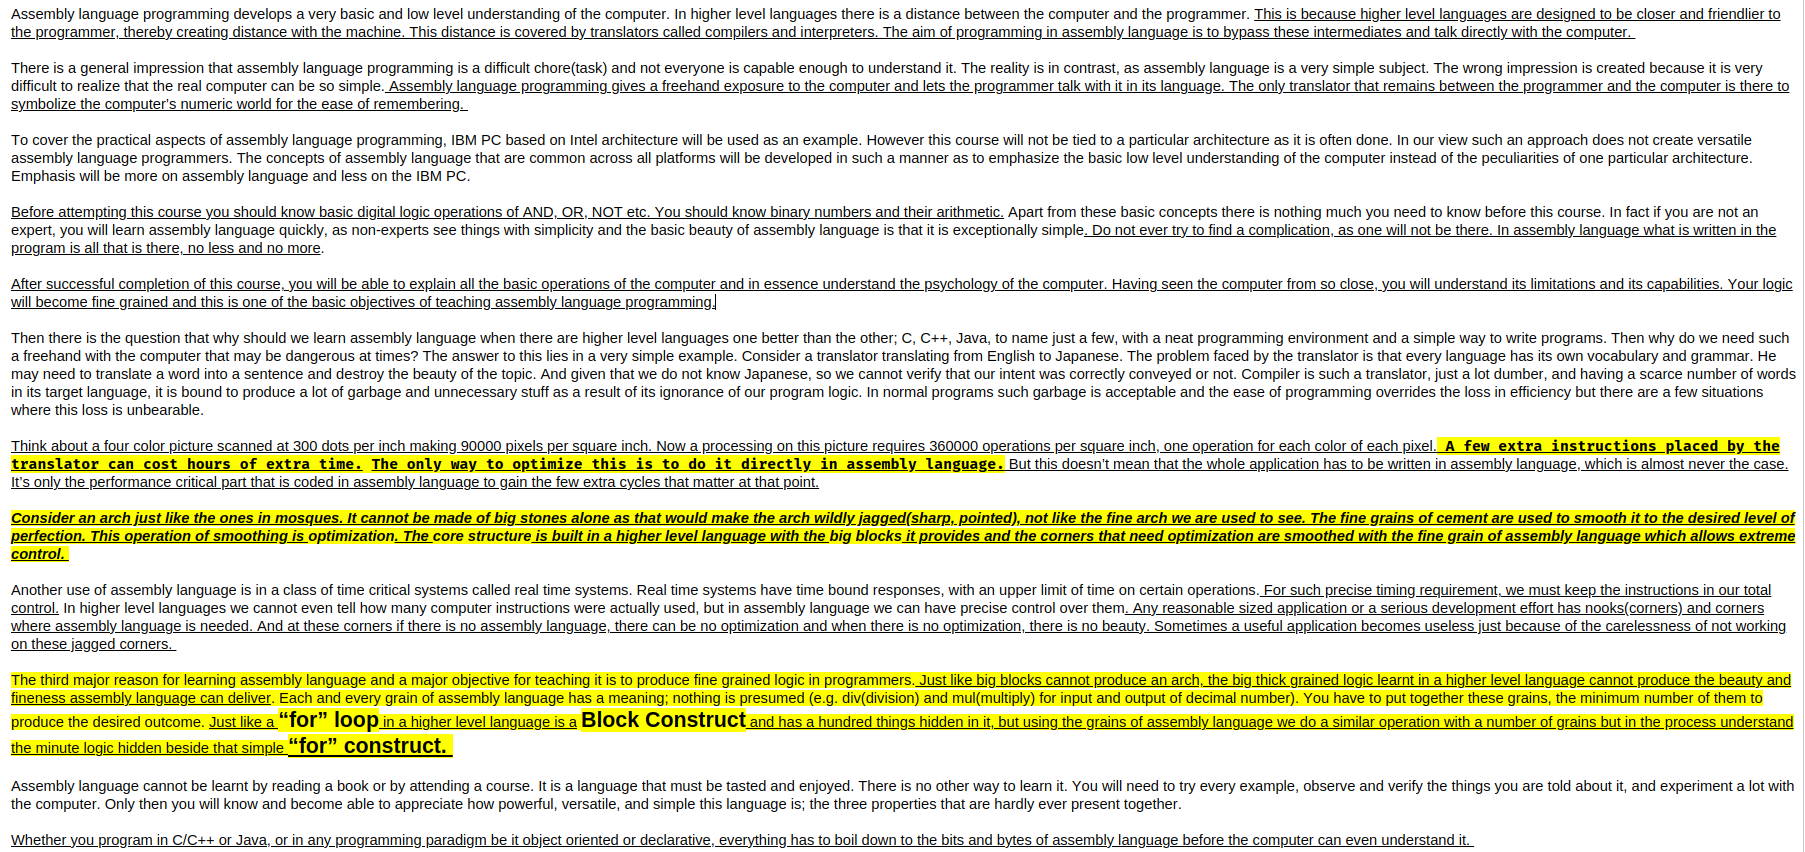 Assembly language programming develops a very basic and low level understanding of the computer. In higher level languages there is a distance between the computer and the programmer. This is because higher level languages are designed to be closer and friendlier to
the programmer, thereby creating distance with the machine. This distance is covered by translators called compilers and interpreters. The aim of programming in assembly language is to bypass these intermediates and talk directly with the computer.
There is a general impression that assembly language programming is a difficult chore(task) and not everyone is capable enough to understand it. The reality is in contrast, as assembly language is a very simple subject. The wrong impression is created because it is very
difficult to realize that the real computer can be so simple. Assembly language programming gives a freehand exposure to the computer and lets the programmer talk with it in its language. The only translator that remains between the programmer and the computer is there to
symbolize the computer's numeric world for the ease of remembering.
To cover the practical aspects of assembly language programming, IBM PC based on Intel architecture will be used as an example. However this course will not be tied to a particular architecture as it is often done. In our view such an approach does not create versatile
assembly language programmers. The concepts of assembly language that are common across all platforms will be developed in such a manner as to emphasize the basic low level understanding of the computer instead of the peculiarities of one particular architecture.
Emphasis will be more on assembly language and less on the IBM PC.
Before attempting this course you should know basic digital logic operations of AND, OR, NOT etc. You should know binary numbers and their arithmetic. Apart from these basic concepts there is nothing much you need to know before this course. In fact if you are not an
expert, you will learn assembly language quickly, as non-experts see things with simplicity and the basic beauty of assembly language is that it is exceptionally simple. Do not ever try to find a complication, as one will not be there. In assembly language what is written in the
program is all that is there, no less and no more.
After successful completion of this course, you will be able to explain all the basic operations of the computer and in essence understand the psychology of the computer. Having seen the computer from so close, you will understand its limitations and its capabilities. Your logic
will become fine grained and this is one of the basic objectives of teaching assembly language programming.
Then there is the question that why should we learn assembly language when there are higher level languages one better than the other; C, C++, Java, to name just a few, with a neat programming environment and a simple way to write programs. Then why do we need such
a freehand with the computer that may be dangerous at times? The answer to this lies in a very simple example. Consider a translator translating from English to Japanese. The problem faced by the translator is that every language has its own vocabulary and grammar. He
may need to translate a word into a sentence and destroy the beauty of the topic. And given that we do not know Japanese, so we cannot verify that our intent was correctly conveyed or not. Compiler is such a translator, just a lot dumber, and having a scarce number of words
in its target language, it is bound to produce a lot of garbage and unnecessary stuff as a result of its ignorance of our program logic. In normal programs such garbage is acceptable and the ease of programming overrides the loss in efficiency but there are a few situations
where this loss is unbearable.
Think about a four color picture scanned at 300 dots per inch making 90000 pixels per square inch. Now a processing on this picture requires 360000 operations per square inch, one operation for each color of each pixel. A few extra instructions placed by the
translator can cost hours of extra time. The only way to optimize this is to do it directly in assembly language. But this doesn't mean that the whole application has to be written in assembly language, which is almost never the case.
It's only the performance critical part that is coded in assembly language to gain the few extra cycles that matter at that point.
Consider an arch just like the ones in mosques. It cannot be made of big stones alone as that would make the arch wildly jagged(sharp, pointed), not like the fine arch we are used to see. The fine grains of cement are used to smooth it to the desired level of
perfection. This operation of smoothing is optimization. The core structure is built in a higher level language with the big blocks it provides and the corners that need optimization are smoothed with the fine grain of assembly language which allows extreme
control.
Another use of assembly language is in a class of time critical systems called real time systems. Real time systems have time bound responses, with an upper limit of time on certain operations. For such precise timing requirement, we must keep the instructions in our total
control. In higher level languages we cannot even tell how many computer instructions were actually used, but in assembly language we can have precise control over them. Any reasonable sized application or a serious development effort has nooks(corners) and corners
where assembly language is needed. And at these corners if there is no assembly language, there can be no optimization and when there is no optimization, there is no beauty. Sometimes a useful application becomes useless just because of the carelessness of not working
on these jagged corners.
The third major reason for learning assembly language and a major objective for teaching it is to produce fine grained logic in programmers. Just like big blocks cannot produce an arch, the big thick grained logic learnt in a higher level language cannot produce the beauty and
fineness assembly language can deliver. Each and every grain of assembly language has a meaning; nothing is presumed (e.g. div(division) and mul(multiply) for input and output of decimal number). You have to put together these grains, the minimum number of them to
produce the desired outcome. Just like a “for” loop in a higher level language is a Block Construct and has a hundred things hidden in it, but using the grains of assembly language we do a similar operation with a number of grains but in the process understand
the minute logic hidden beside that simple “for” construct.
Assembly language cannot be learnt by reading a book or by attending a course. It is a language that must be tasted and enjoyed. There is no other way to learn it. You will need to try every example, observe and verify the things you are told about it, and experiment a lot with
the computer. Only then you will know and become able to appreciate how powerful, versatile, and simple this language is; the three properties that are hardly ever present together.
Whether you program in C/C++ or Java, or in any programming paradigm be it object oriented or declarative, everything has to boil down to the bits and bytes of assembly language before the computer can even understand it.